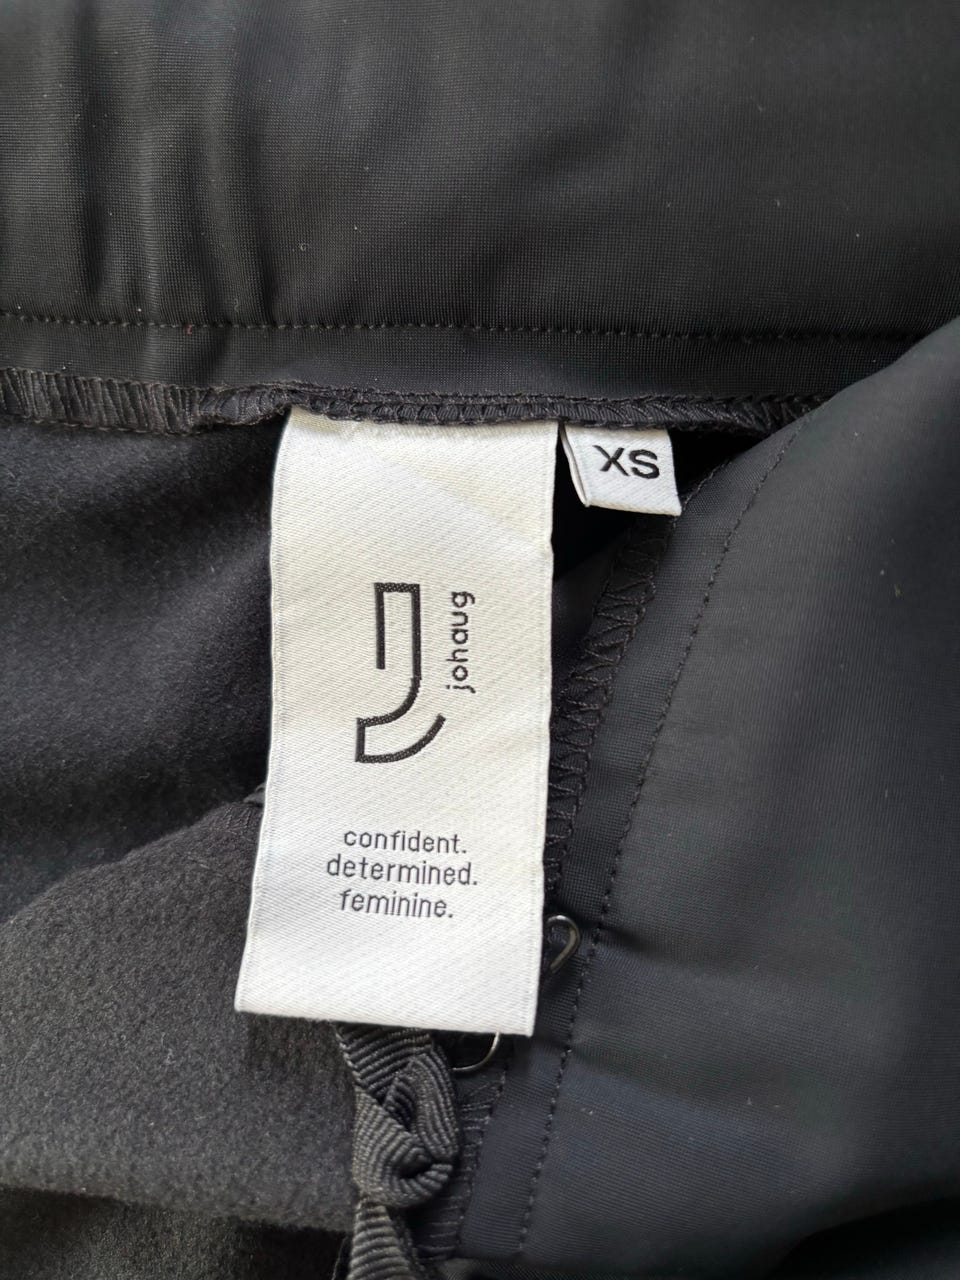 XS
johaug
confident.
determined.
feminine.